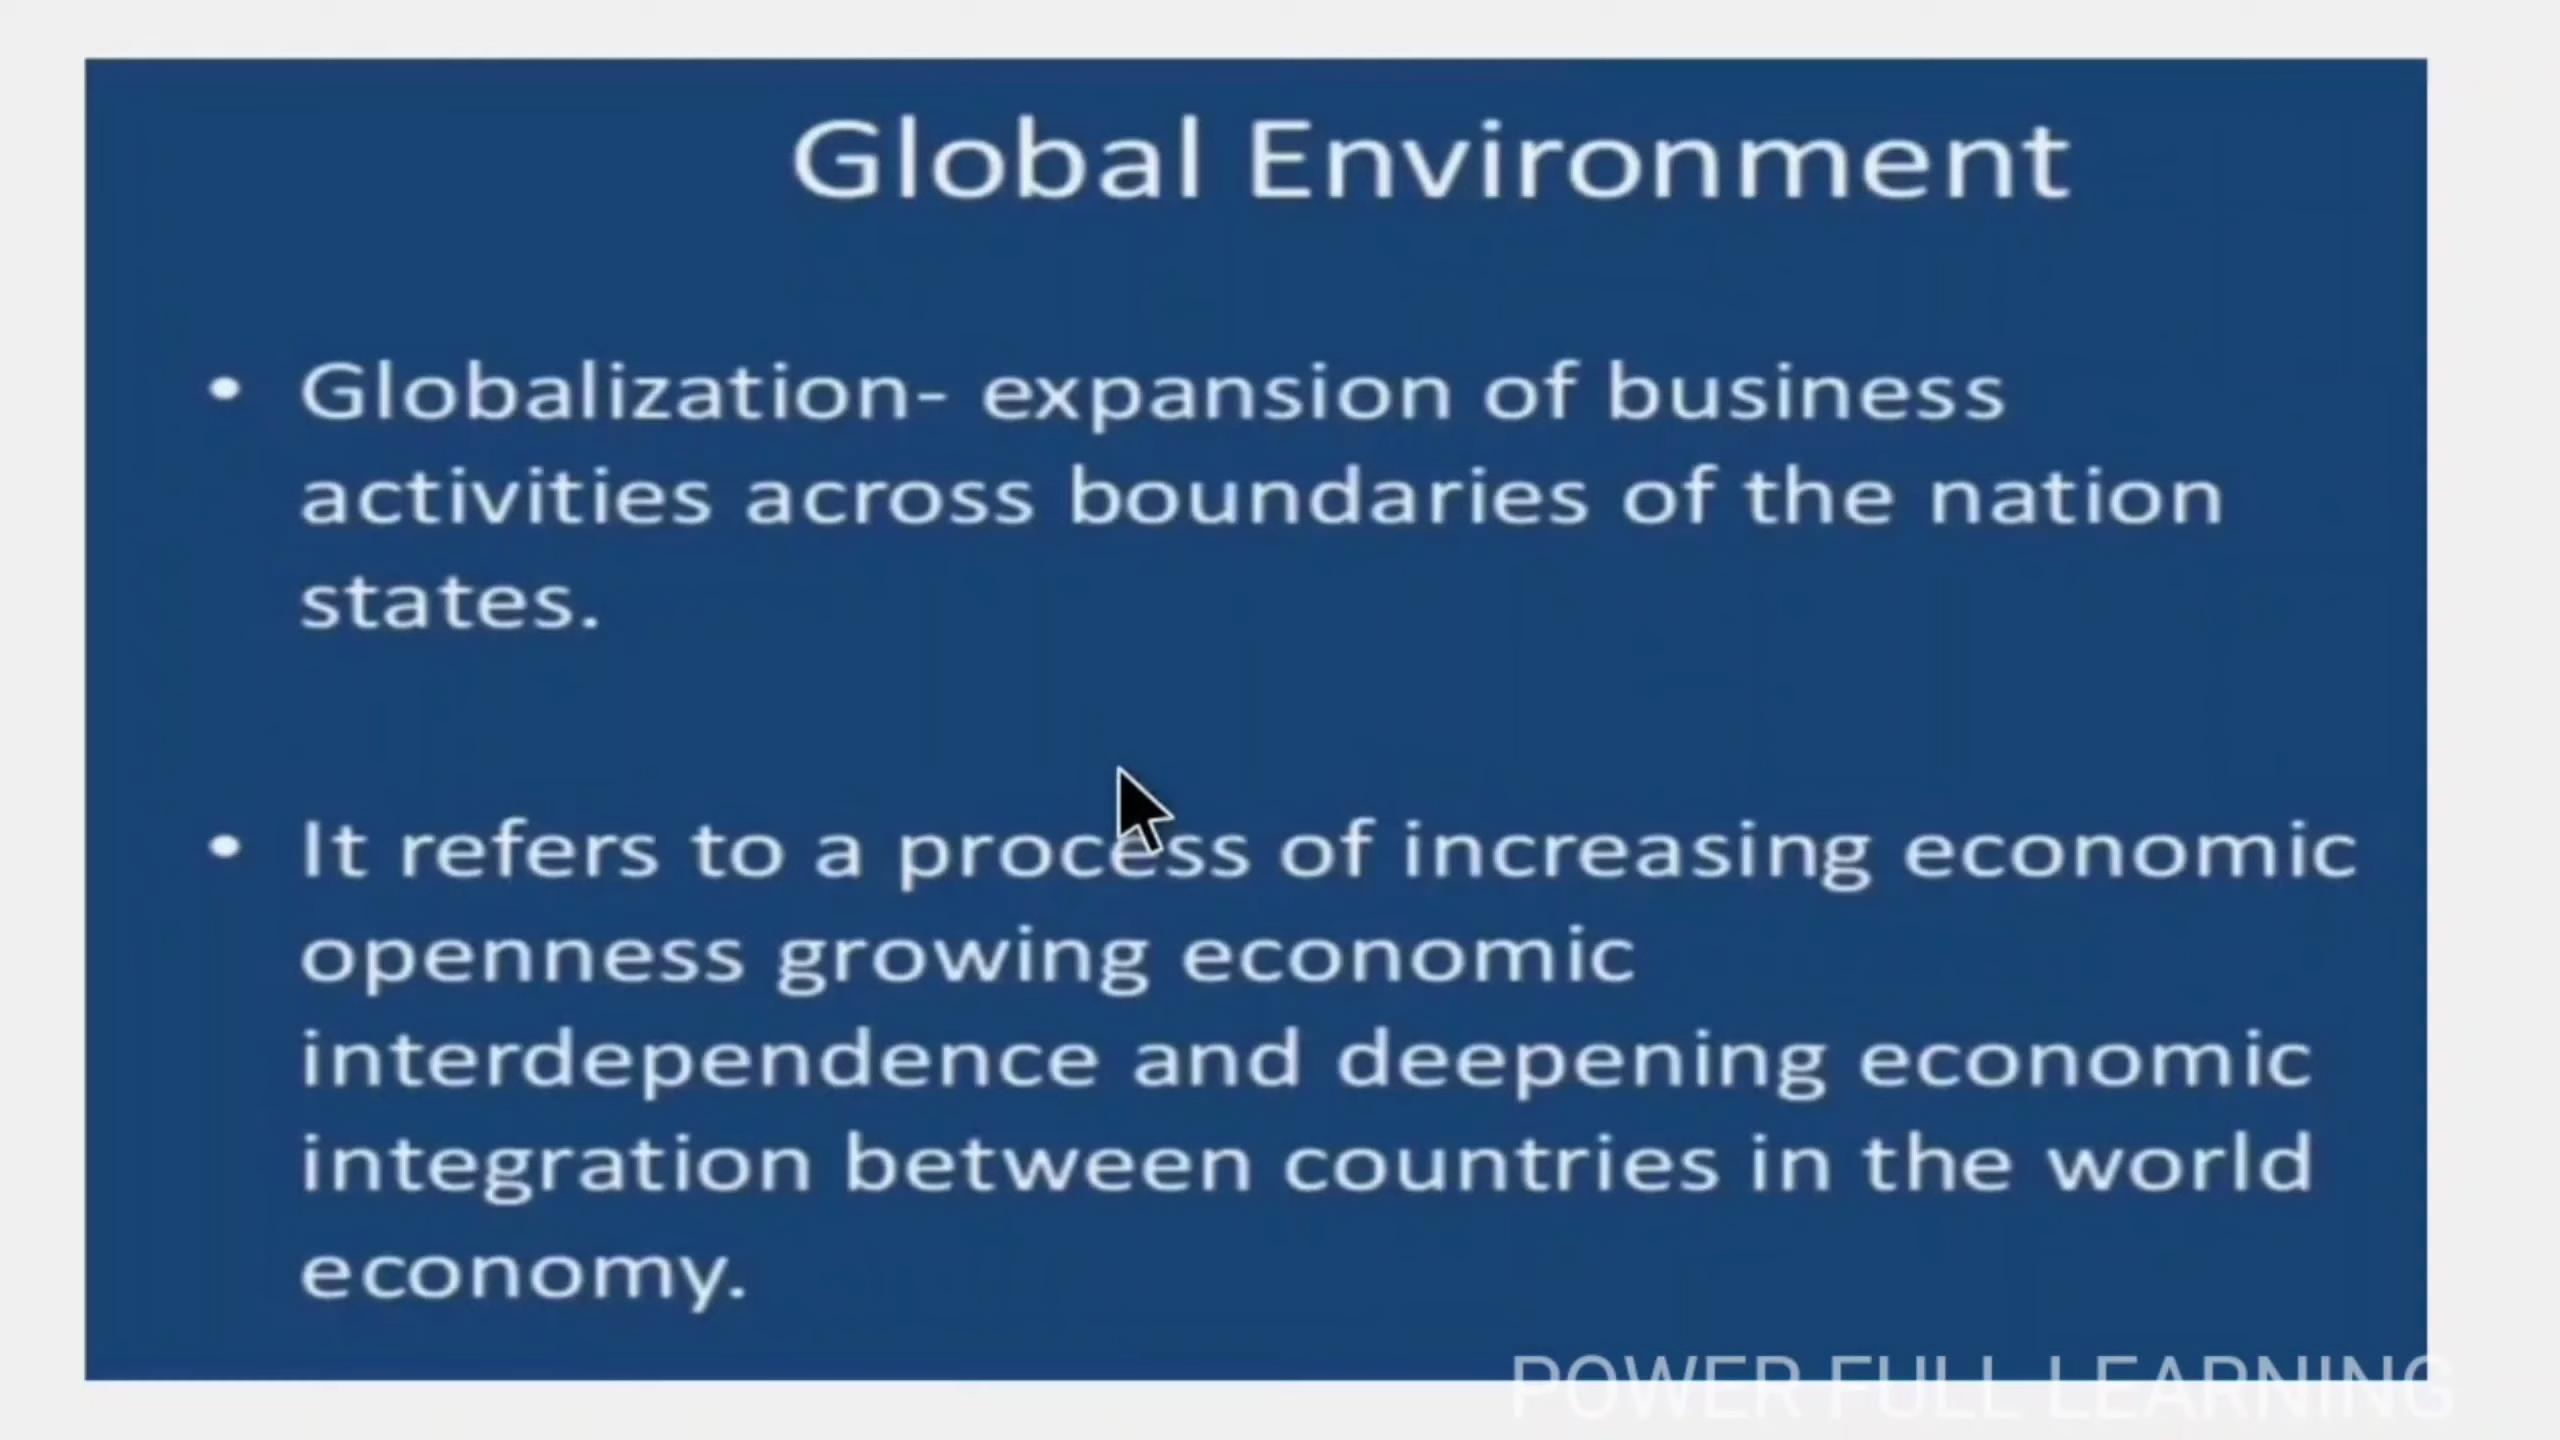 Global Environment
• Globalization- expansion of business
activities across boundaries of the nation
states.
• It refers to a process of increasing economic
openness growing economic
interdependence and deepening economic
integration between countries in the world
economy.
POWER FULL LEARNING